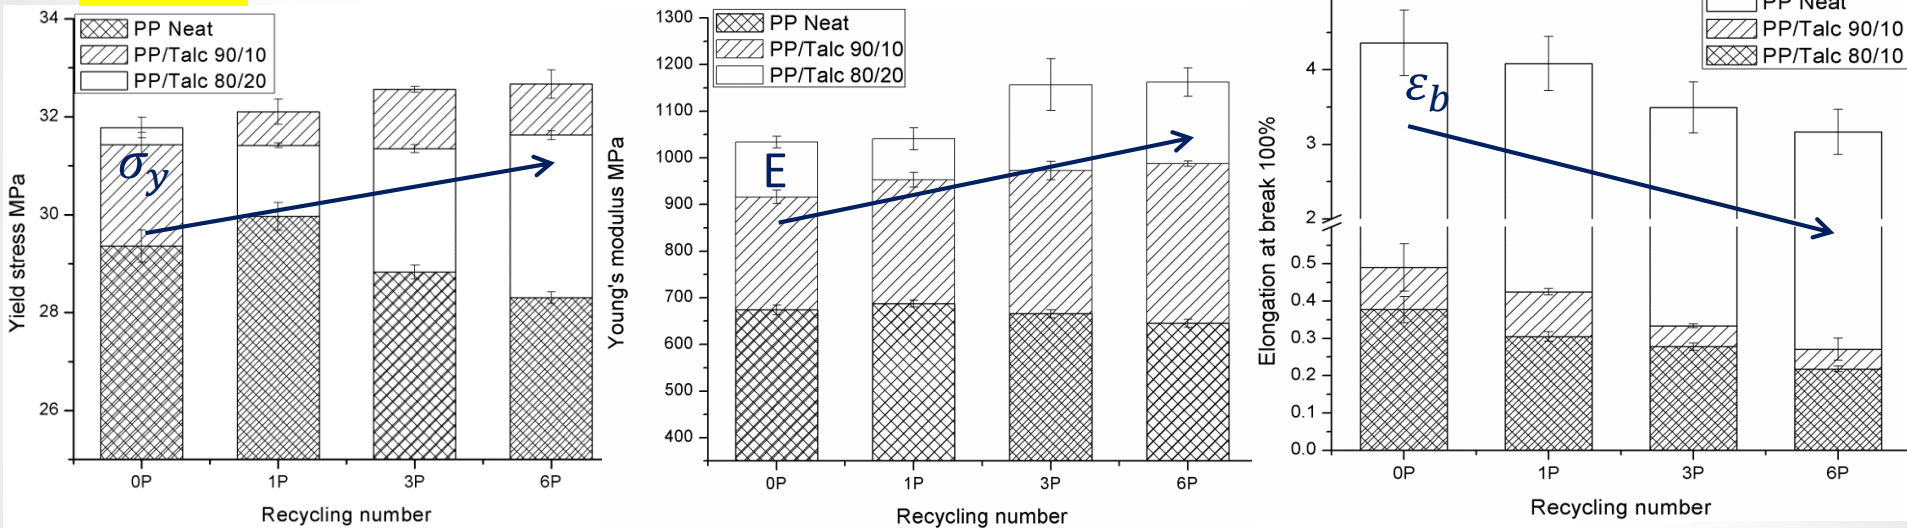 34
32
30
28
26
Yield stress MPa
PP Neat
PP/Talc 90/10
PP/Talc 80/20
σy
0P 1P 3P 6P
Recycling number
1300
1200
1100
1000
900
800
700
600
500
400
Young's modulus MPa
PP Neat
PP/Talc 90/10
PP/Talc 80/20
E
0P 1P 3P 6P
Recycling number
4
3
2
0.5
0.4
0.3
0.2
0.1
0.0
Elongation at break 100%
PP Neat
PP/Talc 90/10
PP/Talc 80/10
εb
0P 1P 3P 6P
Recycling number